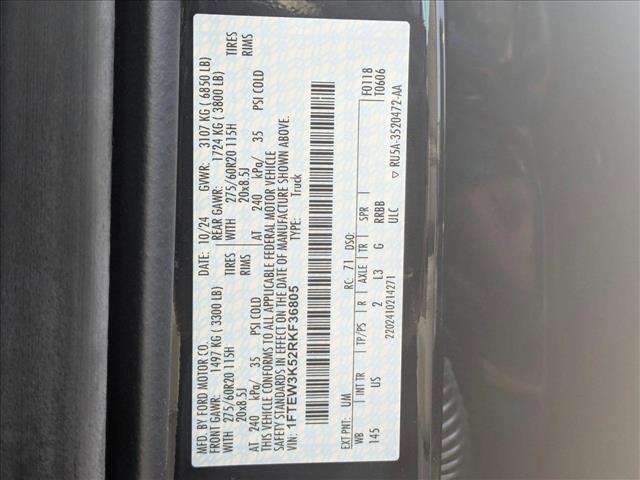 MFD. BY FORD MOTOR CO. DATE: 10/24 GVWR: 3107 KG ( 6850 LB)
FRONT GAWR: 1497 KG ( 3300 LB) REAR GAWR: 1724 KG ( 3800 LB)
WITH 275/60R20 115H TIRES WITH 275/60R20 115H TIRES
20x8.5J RIMS 20x8.5J RIMS
AT 240 kPa/ 35 PSI COLD AT 240 kPa/ 35 PSI COLD
THIS VEHICLE CONFORMS TO ALL APPLICABLE FEDERAL MOTOR VEHICLE
SAFETY STANDARDS IN EFFECT ON THE DATE OF MANUFACTURE SHOWN ABOVE.
VIN: 1FTEW3K52RKF36805 TYPE: Truck
F0118
T0606
EXT PNT: UM RC: 71 DSO:
WB INT TR TP/PS R AXLE TR SPR
145 US 2 L3 G RRBB
ULC
2202410214271
▽ RU5A-3520472-AA